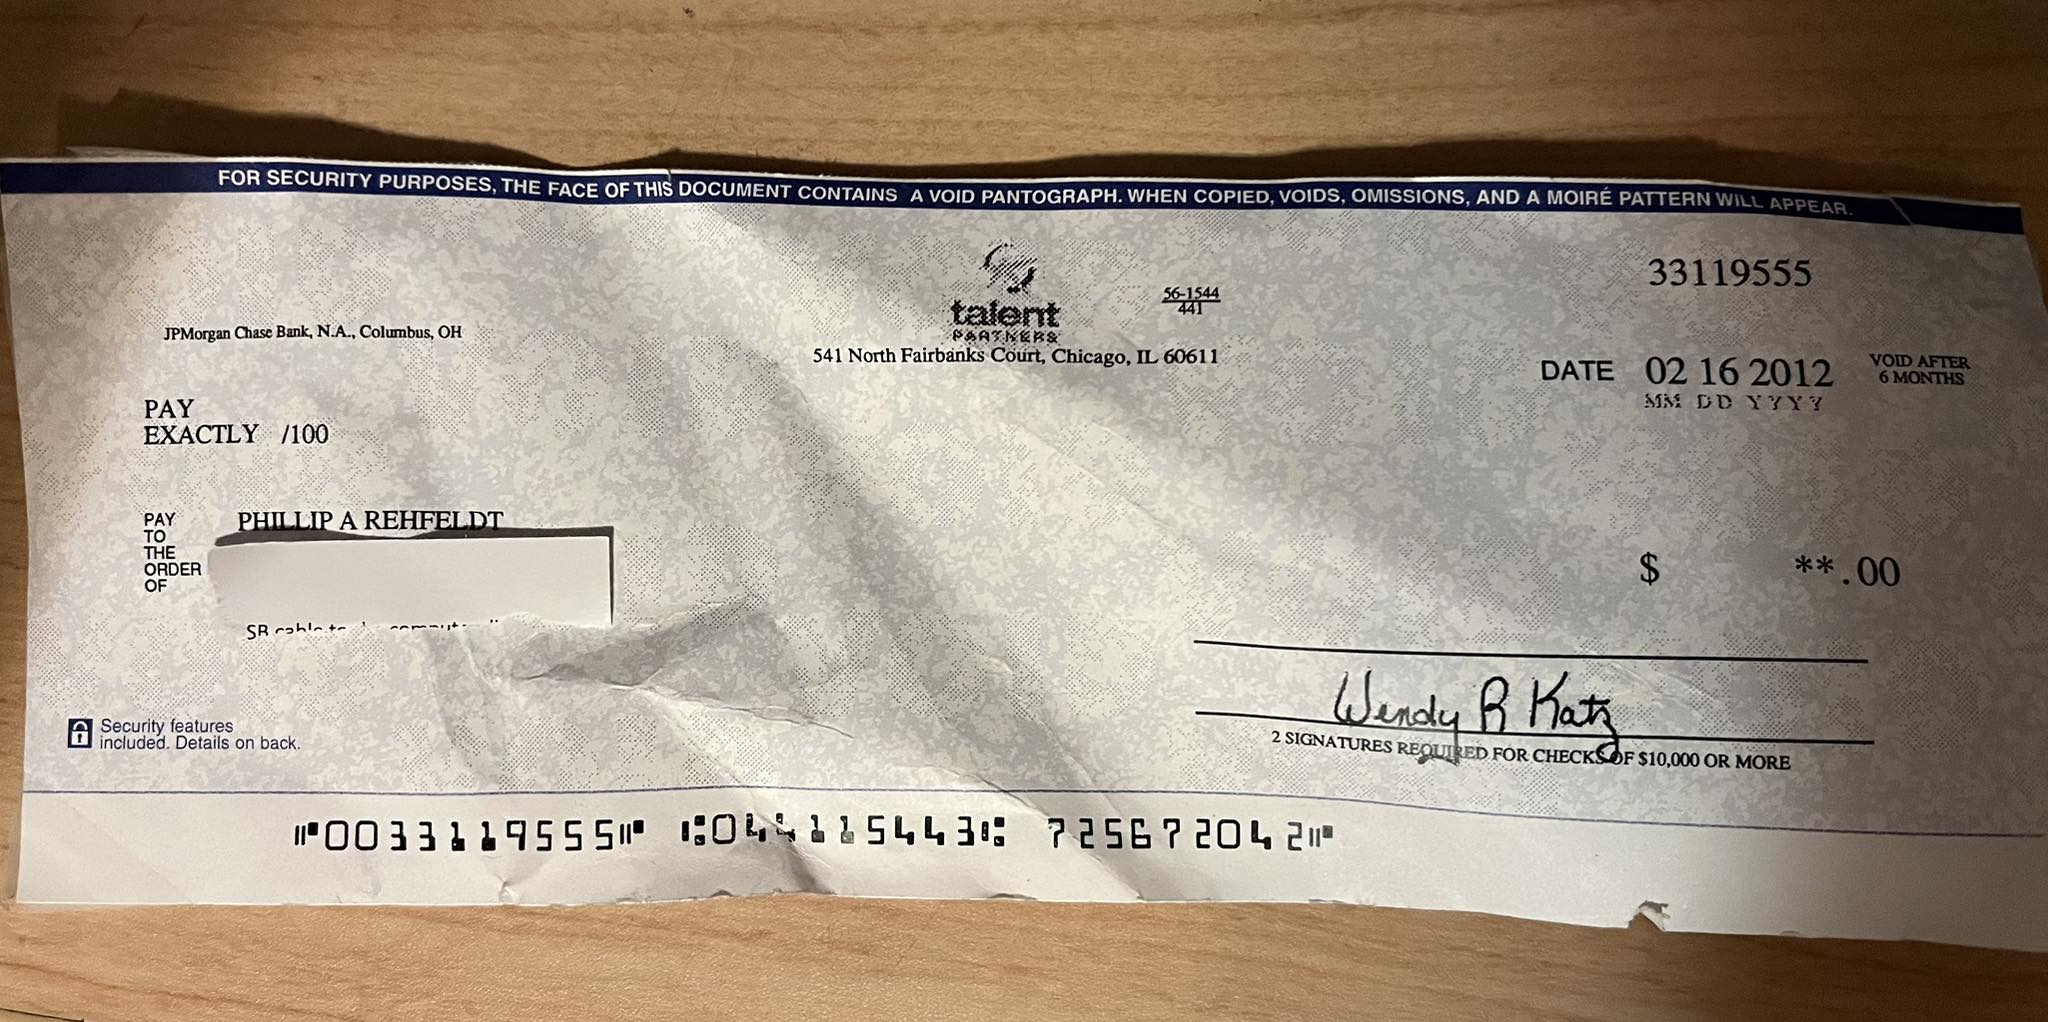 FOR SECURITY PURPOSES, THE FACE OF THIS DOCUMENT CONTAINS A VOID PANTOGRAPH. WHEN COPIED, VOIDS, OMISSIONS, AND A MOIRÉ PATTERN WILL APPEAR.
33119555
56-1544
441
talent
PARTNERS
541 North Fairbanks Court, Chicago, IL 60611
JPMorgan Chase Bank, N.A., Columbus, OH
DATE 02 16 2012
MM DD YYYY
VOID AFTER
6 MONTHS
PAY
EXACTLY /100
PAY
TO
THE
ORDER
OF
PHILLIP A REHFELDT
$ **.00
Wendy R Katz
2 SIGNATURES REQUIRED FOR CHECKS OF $10,000 OR MORE
Security features
included. Details on back.
⑈0033119555⑈ ⑆044115443⑆ 725672042⑈